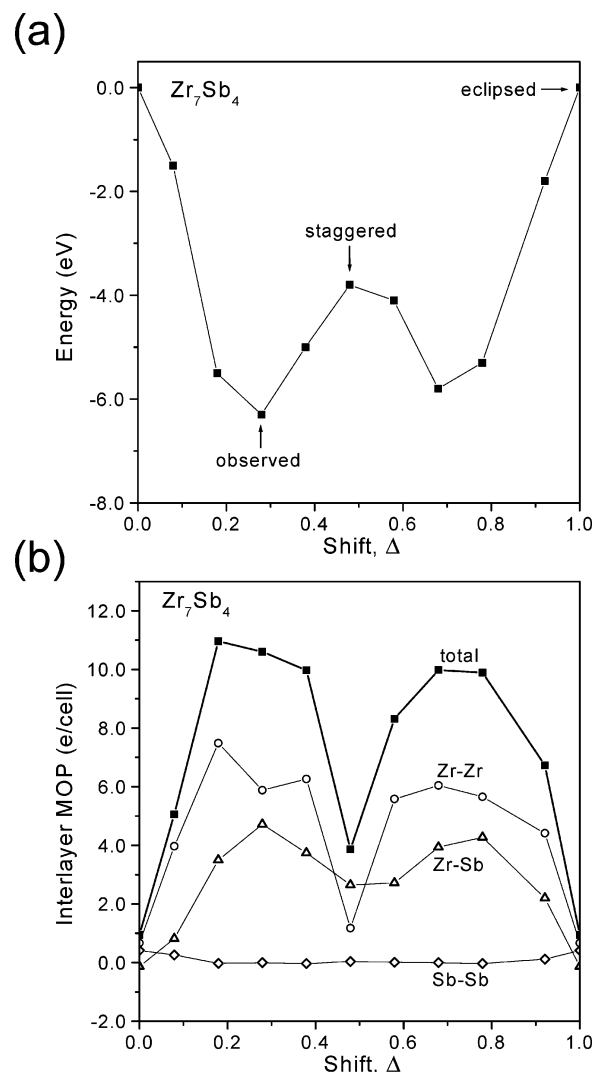 (a)
Zr7Sb4
eclipsed
staggered
observed
Energy (eV)
0.0
-2.0
-4.0
-6.0
-8.0
0.0 0.2 0.4 0.6 0.8 1.0
Shift, Δ
(b)
Zr7Sb4
total
Zr-Zr
Zr-Sb
Sb-Sb
Interlayer MOP (e/cell)
12.0
10.0
8.0
6.0
4.0
2.0
0.0
-2.0
0.0 0.2 0.4 0.6 0.8 1.0
Shift, Δ